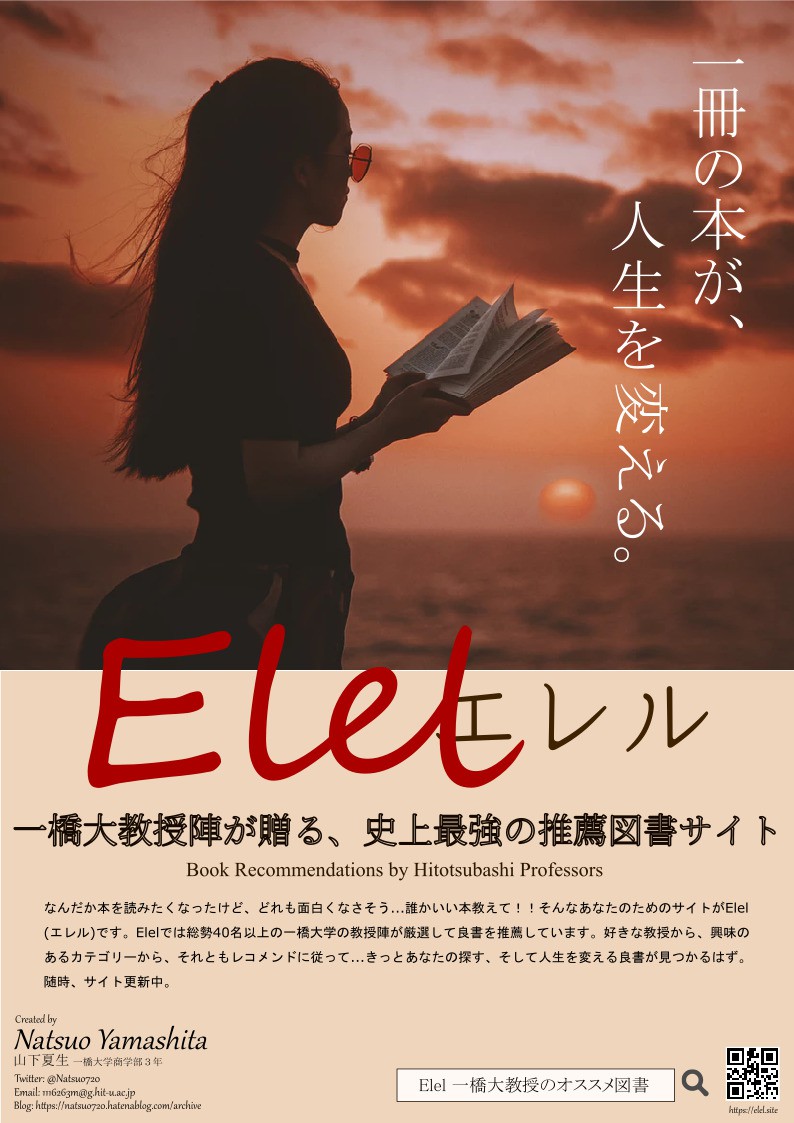 一冊の本が、
人生を変える。
Elel
エレル
一橋大教授陣が贈る、史上最強の推薦図書サイト
Book Recommendations by Hitotsubashi Professors
なんだか本を読みたくなったけど、どれも面白くなさそう…誰かいい本教えて！！そんなあなたのためのサイトがElel
(エレル)です。Elelでは総勢40名以上の一橋大学の教授陣が厳選して良書を推薦しています。好きな教授から、興味の
あるカテゴリーから、それともレコメンドに従って…きっとあなたの探す、そして人生を変える良書が見つかるはず。
随時、サイト更新中。
Created by
Natsuo Yamashita
山下夏生 一橋大学商学部３年
Twitter: @Natsu0720
Email: 1116263m@g.hit-u.ac.jp
Blog: https://natsu0720.hatenablog.com/archive
Elel 一橋大教授のオススメ図書
https://elel.site